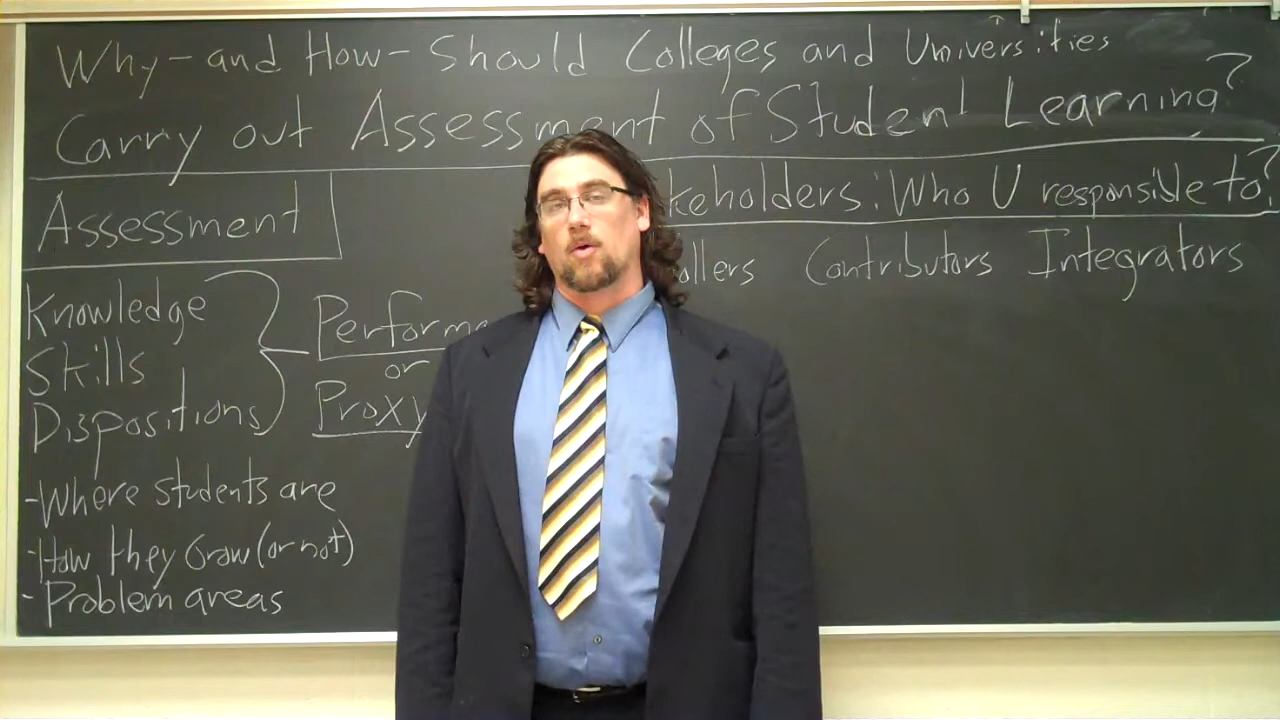 Why - and How - Should Colleges and Universities
Carry out Assessment of Student Learning?
Assessment
keholders: Who U responsible to?
ollers Contributors Integrators
Knowledge
Skills
Dispositions
Perform
or
Proxy
- Where students are
- How they Grow (or not)
- Problem areas